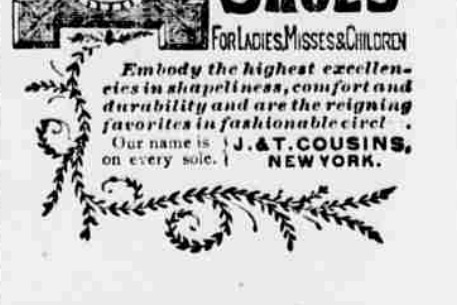 SHOES
FOR LADIES, MISSES & CHILDREN
Embody the highest excellen-
cies in shapeliness, comfort and
durability and are the reigning
favorites in fashionable circl .
Our name is } J. & T. COUSINS,
on every sole. } NEW YORK.